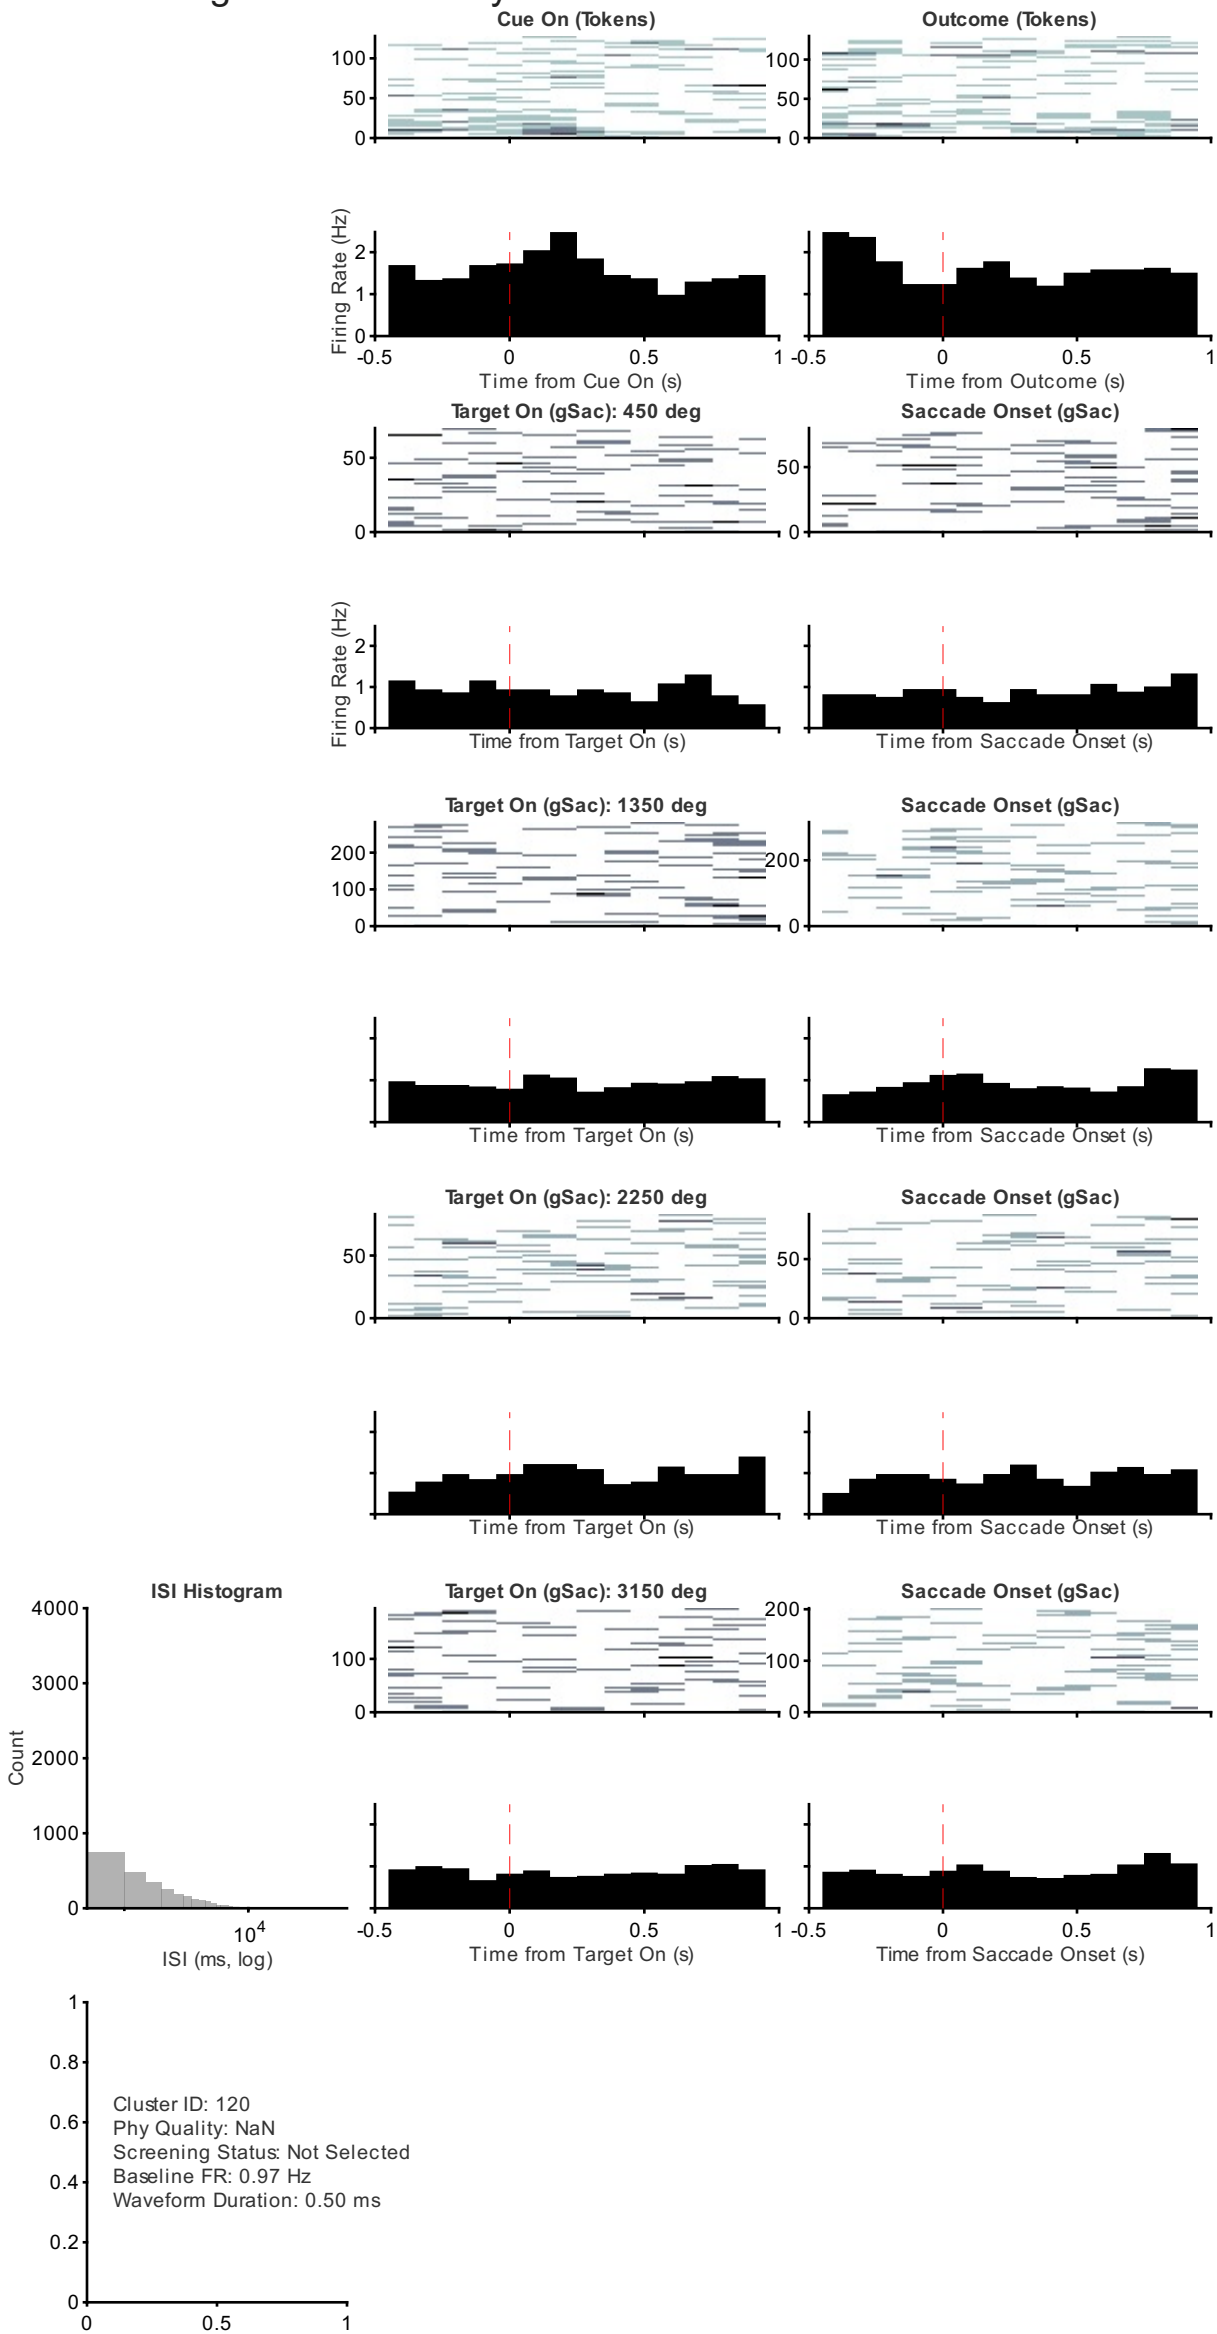 Cue On (Tokens)
Outcome (Tokens)
100
50
0
100
50
0
Firing Rate (Hz)
2
1
0
-0.5 0 0.5 1
-0.5 0 0.5 1
Time from Cue On (s)
Time from Outcome (s)
Target On (gSac): 450 deg
Saccade Onset (gSac)
50
0
50
0
Firing Rate (Hz)
2
1
0
Time from Target On (s)
Time from Saccade Onset (s)
Target On (gSac): 1350 deg
Saccade Onset (gSac)
200
100
0
200
0
Time from Target On (s)
Time from Saccade Onset (s)
Target On (gSac): 2250 deg
Saccade Onset (gSac)
50
0
50
0
Time from Target On (s)
Time from Saccade Onset (s)
ISI Histogram
Target On (gSac): 3150 deg
Saccade Onset (gSac)
4000
3000
2000
1000
0
Count
10^4
ISI (ms, log)
100
0
200
100
0
-0.5 0 0.5 1
-0.5 0 0.5 1
Time from Target On (s)
Time from Saccade Onset (s)
1
0.8
0.6
0.4
0.2
0
Cluster ID: 120
Phy Quality: NaN
Screening Status: Not Selected
Baseline FR: 0.97 Hz
Waveform Duration: 0.50 ms
0 0.5 1